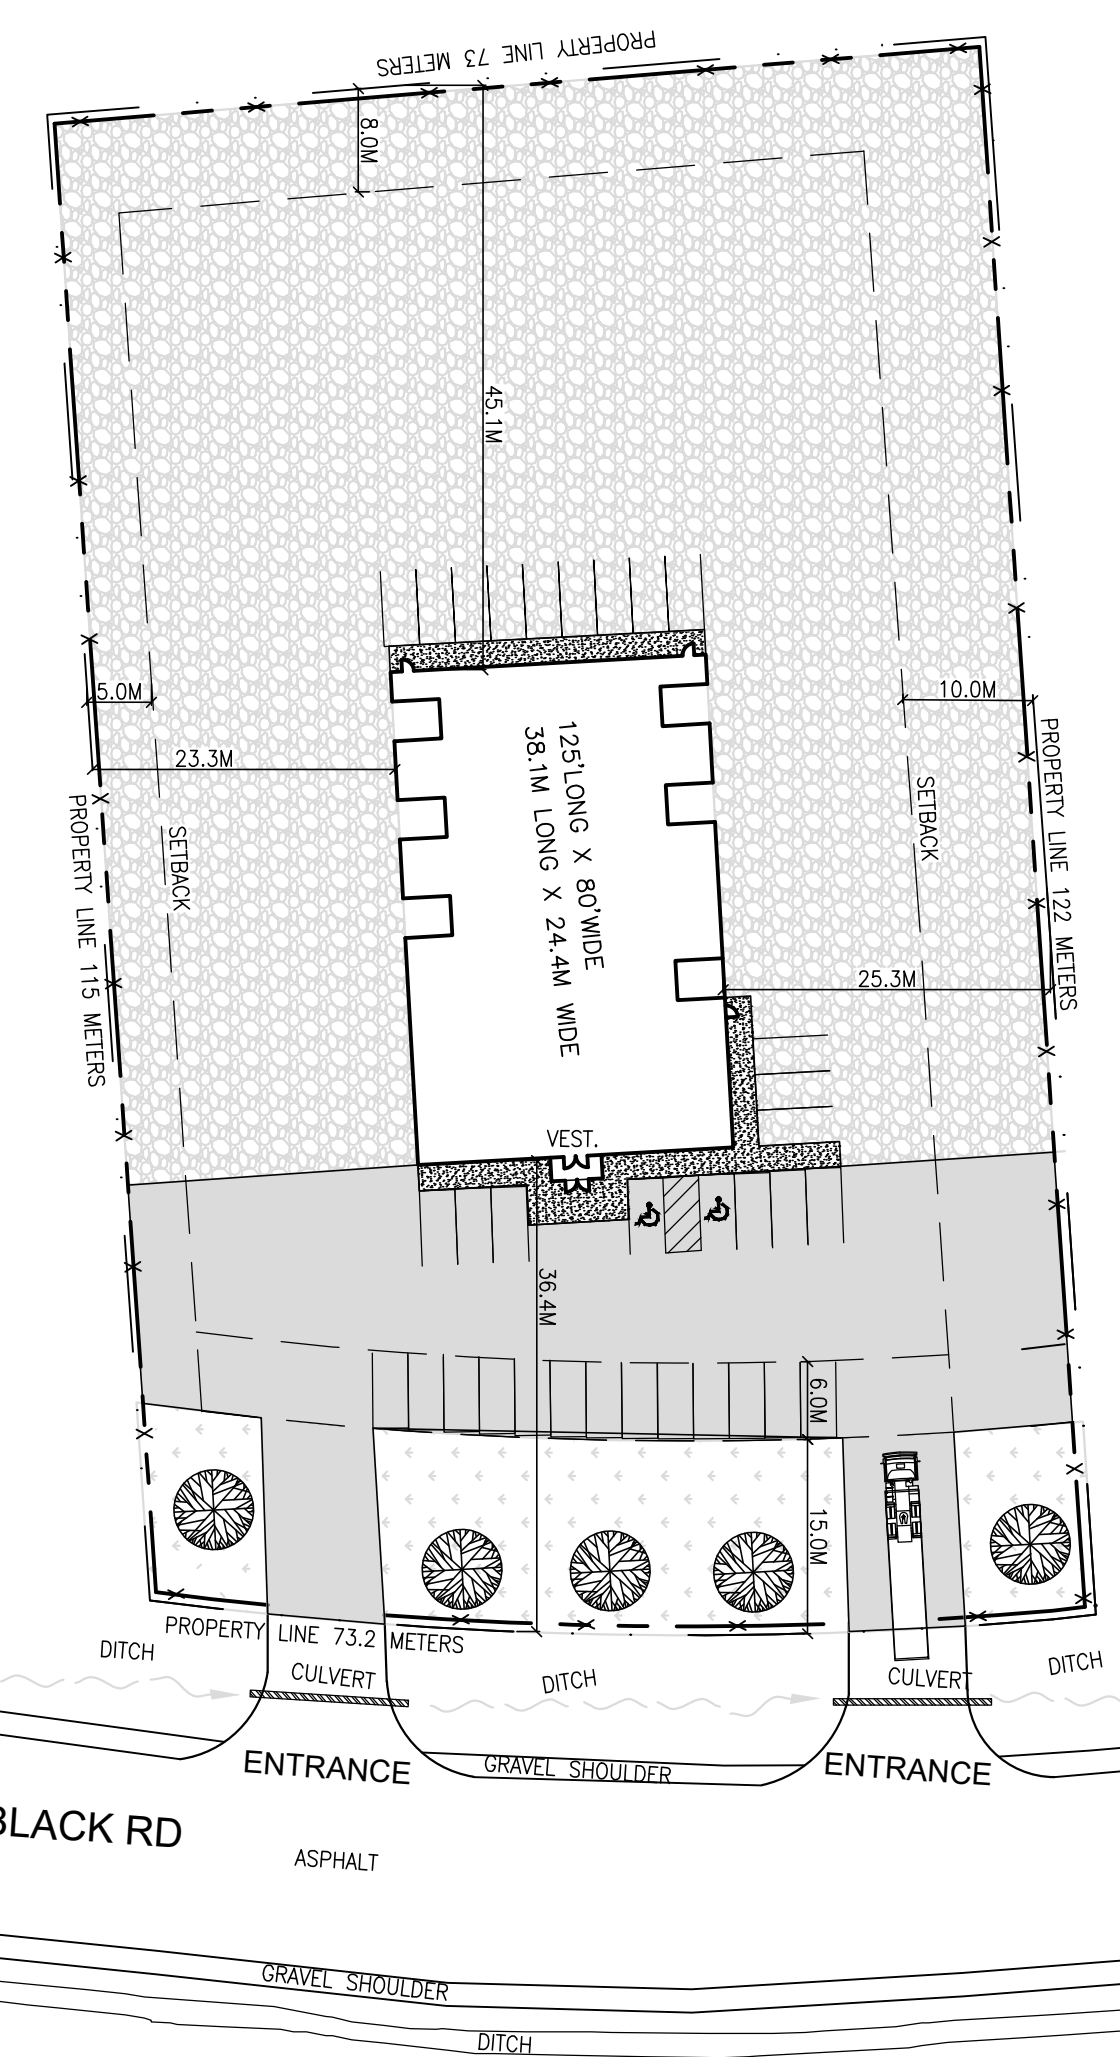 PROPERTY LINE 73 METERS
8.0M
45.1M
5.0M
10.0M
23.3M
PROPERTY LINE 115 METERS
SETBACK
125'LONG X 80'WIDE
38.1M LONG X 24.4M WIDE
SETBACK
PROPERTY LINE 122 METERS
25.3M
VEST.
36.4M
6.0M
15.0M
PROPERTY LINE 73.2 METERS
DITCH
CULVERT
DITCH
CULVERT
DITCH
ENTRANCE
GRAVEL SHOULDER
ENTRANCE
BLACK RD
ASPHALT
GRAVEL SHOULDER
DITCH